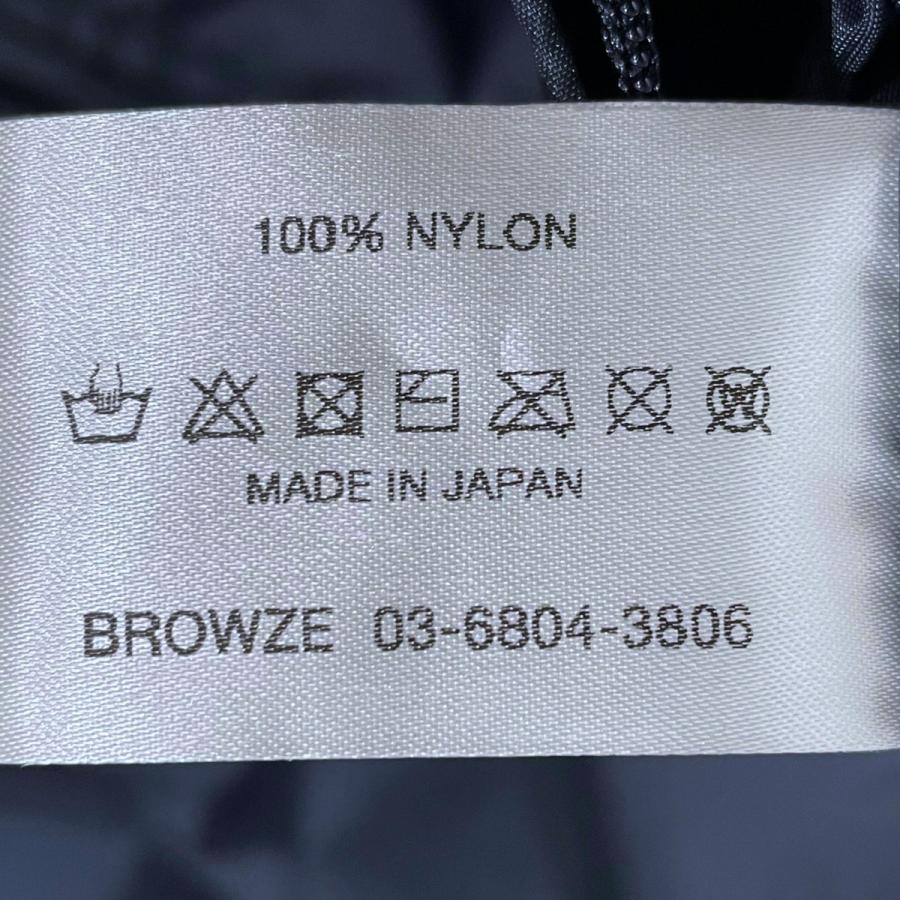 100% NYLON
MADE IN JAPAN
BROWZE 03-6804-3806